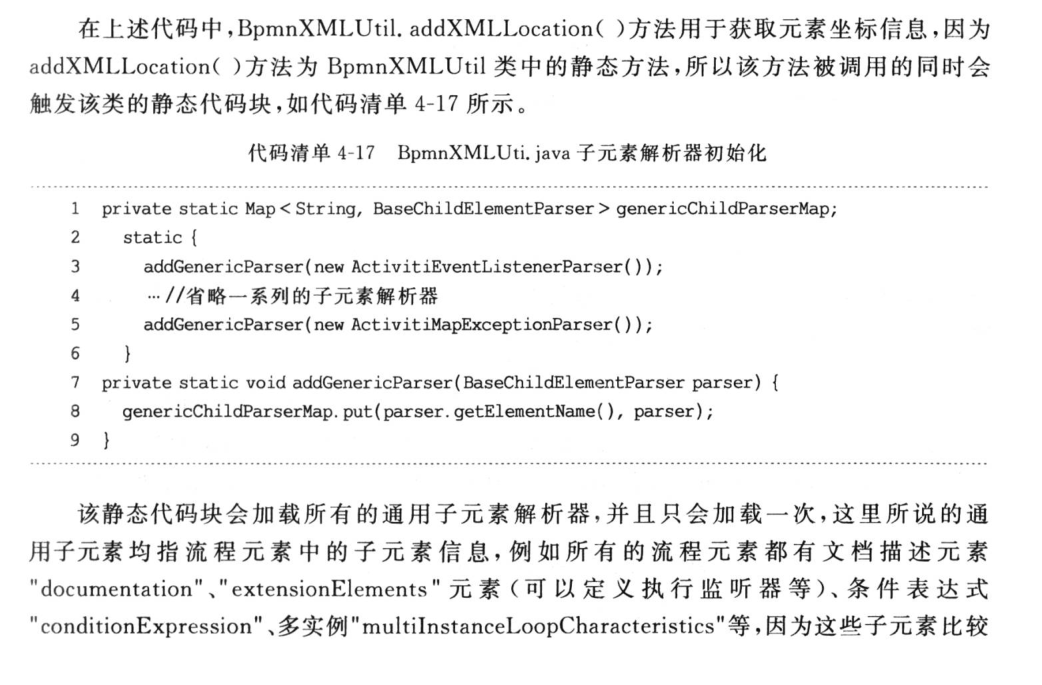 在上述代码中,BpmnXMLUtil. addXMLLocation( )方法用于获取元素坐标信息,因为
addXMLLocation( )方法为 BpmnXMLUtil 类中的静态方法,所以该方法被调用的同时会
触发该类的静态代码块,如代码清单 4-17 所示。
代码清单 4-17 BpmnXMLUti. java 子元素解析器初始化
1 private static Map<String, BaseChildElementParser> genericChildParserMap;
2 static {
3 addGenericParser(new ActivitiEventListenerParser());
4 …//省略一系列的子元素解析器
5 addGenericParser(new ActivitiMapExceptionParser());
6 }
7 private static void addGenericParser(BaseChildElementParser parser) {
8 genericChildParserMap. put(parser. getElementName(), parser);
9 }
该静态代码块会加载所有的通用子元素解析器,并且只会加载一次,这里所说的通
用子元素均指流程元素中的子元素信息,例如所有的流程元素都有文档描述元素
"documentation"、"extensionElements"元素(可以定义执行监听器等)、条件表达式
"conditionExpression"、多实例"multiInstanceLoopCharacteristics"等,因为这些子元素比较